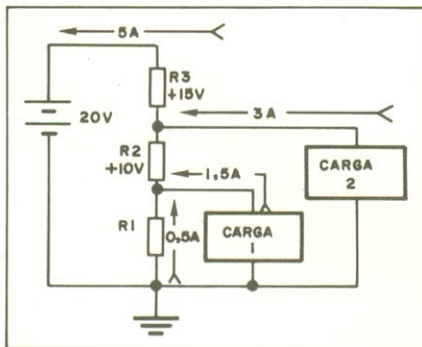 5A
R3
+15V
20V
3A
R2
+10V
1,5A
CARGA
2
R1
0,5A
CARGA
1